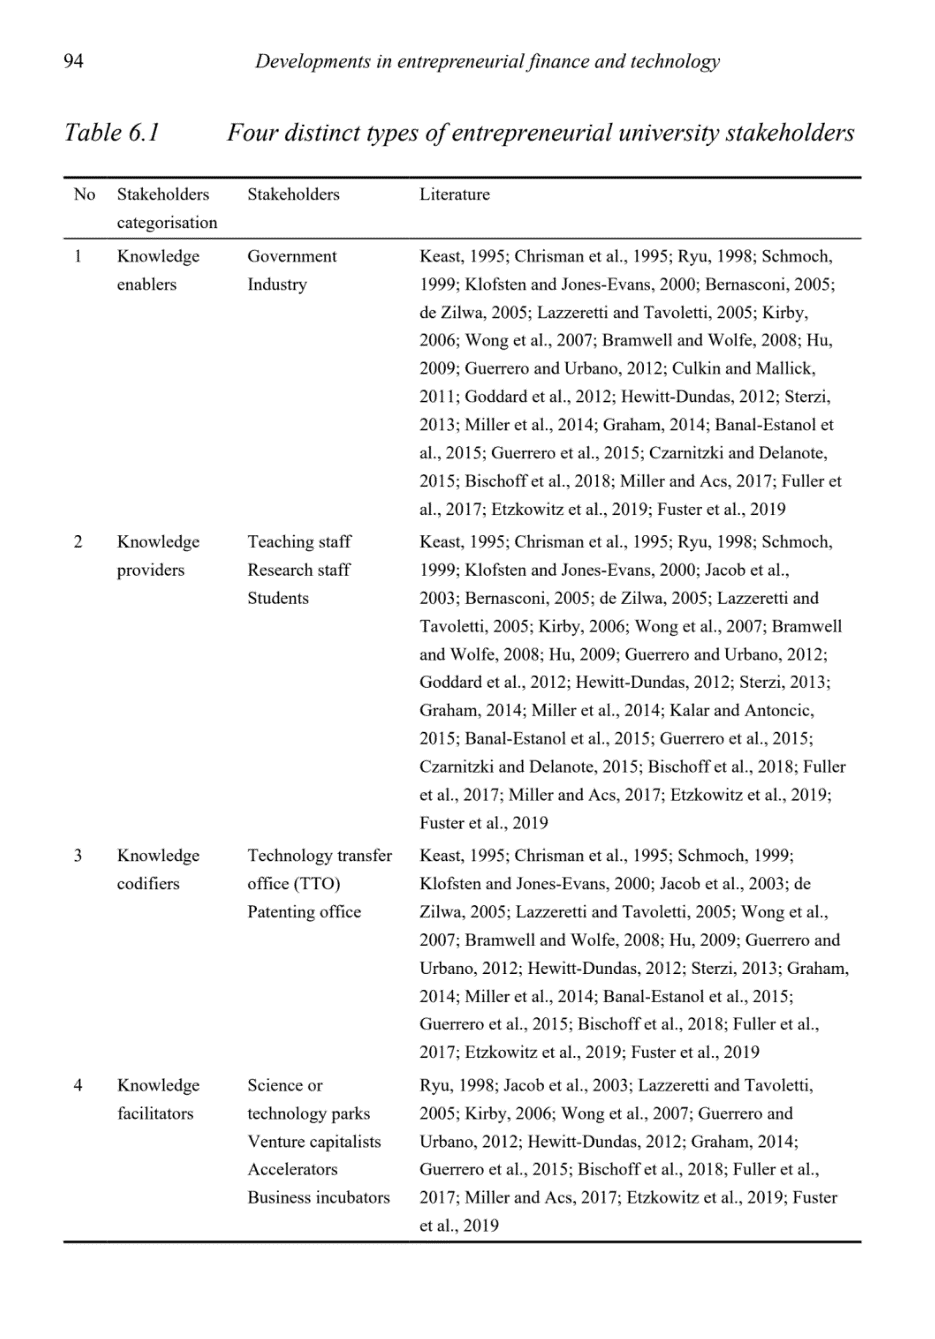 94 Developments in entrepreneurial finance and technology
Table 6.1 Four distinct types of entrepreneurial university stakeholders
No Stakeholders Stakeholders Literature
categorisation
1 Knowledge Government Keast, 1995; Chrisman et al., 1995; Ryu, 1998; Schmoch,
enablers Industry 1999; Klofsten and Jones-Evans, 2000; Bernasconi, 2005;
de Zilwa, 2005; Lazzeretti and Tavoletti, 2005; Kirby,
2006; Wong et al., 2007; Bramwell and Wolfe, 2008; Hu,
2009; Guerrero and Urbano, 2012; Culkin and Mallick,
2011; Goddard et al., 2012; Hewitt-Dundas, 2012; Sterzi,
2013; Miller et al., 2014; Graham, 2014; Banal-Estanol et
al., 2015; Guerrero et al., 2015; Czarnitzki and Delanote,
2015; Bischoff et al., 2018; Miller and Acs, 2017; Fuller et
al., 2017; Etzkowitz et al., 2019; Fuster et al., 2019
2 Knowledge Teaching staff Keast, 1995; Chrisman et al., 1995; Ryu, 1998; Schmoch,
providers Research staff 1999; Klofsten and Jones-Evans, 2000; Jacob et al.,
Students 2003; Bernasconi, 2005; de Zilwa, 2005; Lazzeretti and
Tavoletti, 2005; Kirby, 2006; Wong et al., 2007; Bramwell
and Wolfe, 2008; Hu, 2009; Guerrero and Urbano, 2012;
Goddard et al., 2012; Hewitt-Dundas, 2012; Sterzi, 2013;
Graham, 2014; Miller et al., 2014; Kalar and Antoncic,
2015; Banal-Estanol et al., 2015; Guerrero et al., 2015;
Czarnitzki and Delanote, 2015; Bischoff et al., 2018; Fuller
et al., 2017; Miller and Acs, 2017; Etzkowitz et al., 2019;
Fuster et al., 2019
3 Knowledge Technology transfer Keast, 1995; Chrisman et al., 1995; Schmoch, 1999;
codifiers office (TTO) Klofsten and Jones-Evans, 2000; Jacob et al., 2003; de
Patenting office Zilwa, 2005; Lazzeretti and Tavoletti, 2005; Wong et al.,
2007; Bramwell and Wolfe, 2008; Hu, 2009; Guerrero and
Urbano, 2012; Hewitt-Dundas, 2012; Sterzi, 2013; Graham,
2014; Miller et al., 2014; Banal-Estanol et al., 2015;
Guerrero et al., 2015; Bischoff et al., 2018; Fuller et al.,
2017; Etzkowitz et al., 2019; Fuster et al., 2019
4 Knowledge Science or Ryu, 1998; Jacob et al., 2003; Lazzeretti and Tavoletti,
facilitators technology parks 2005; Kirby, 2006; Wong et al., 2007; Guerrero and
Venture capitalists Urbano, 2012; Hewitt-Dundas, 2012; Graham, 2014;
Accelerators Guerrero et al., 2015; Bischoff et al., 2018; Fuller et al.,
Business incubators 2017; Miller and Acs, 2017; Etzkowitz et al., 2019; Fuster
et al., 2019